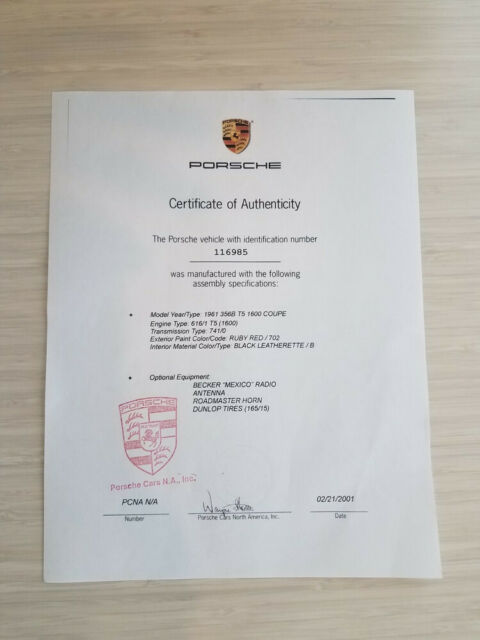 PORSCHE
PORSCHE
Certificate of Authenticity
The Porsche vehicle with identification number
116985
was manufactured with the following
assembly specifications:
• Model Year/Type: 1961 356B T5 1600 COUPE
Engine Type: 616/1 T5 (1600)
Transmission Type: 741/0
Exterior Paint Color/Code: RUBY RED / 702
Interior Material Color/Type: BLACK LEATHERETTE / B
• Optional Equipment:
BECKER "MEXICO" RADIO
ANTENNA
ROADMASTER HORN
DUNLOP TIRES (165/15)
PORSCHE
Porsche Cars N.A., Inc.
PCNA N/A
02/21/2001
Number
Porsche Cars North America, Inc.
Date